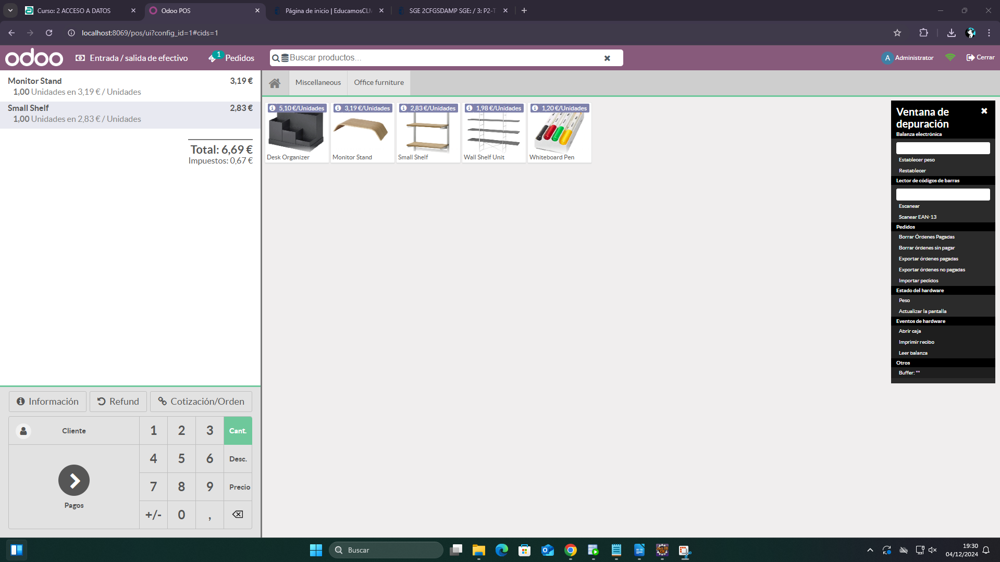 Curso: 2 ACCESO A DATOS
Odoo POS
Página de inicio | EducamosCLM
SGE 2CFGSDAMP SGE: / 3: P2-T
localhost:8069/pos/ui?config_id=1#cids=1
odoo
Entrada / salida de efectivo
1
Pedidos
Buscar productos...
A
Administrator
Cerrar
Monitor Stand
3,19 €
1,00 Unidades en 3,19 € / Unidades
Small Shelf
2,83 €
1,00 Unidades en 2,83 € / Unidades
Total: 6,69 €
Impuestos: 0,67 €
Miscellaneous
Office furniture
5,10 €/Unidades
Desk Organizer
3,19 €/Unidades
Monitor Stand
2,83 €/Unidades
Small Shelf
1,98 €/Unidades
Wall Shelf Unit
1,20 €/Unidades
Whiteboard Pen
Ventana de
depuración
Balanza electrónica
Establecer peso
Restablecer
Lector de códigos de barras
Escanear
Scanear EAN-13
Pedidos
Borrar Órdenes Pagadas
Borrar órdenes sin pagar
Exportar órdenes pagadas
Exportar órdenes no pagadas
Importar pedidos
Estado del hardware
Peso
Actualizar la pantalla
Eventos de hardware
Abrir caja
Imprimir recibo
Leer balanza
Otros
Buffer: ""
Información
Refund
Cotización/Orden
Cliente
Pagos
1
2
3
Cant.
4
5
6
Desc.
7
8
9
Precio
+/-
0
,
Buscar
19:30
04/12/2024